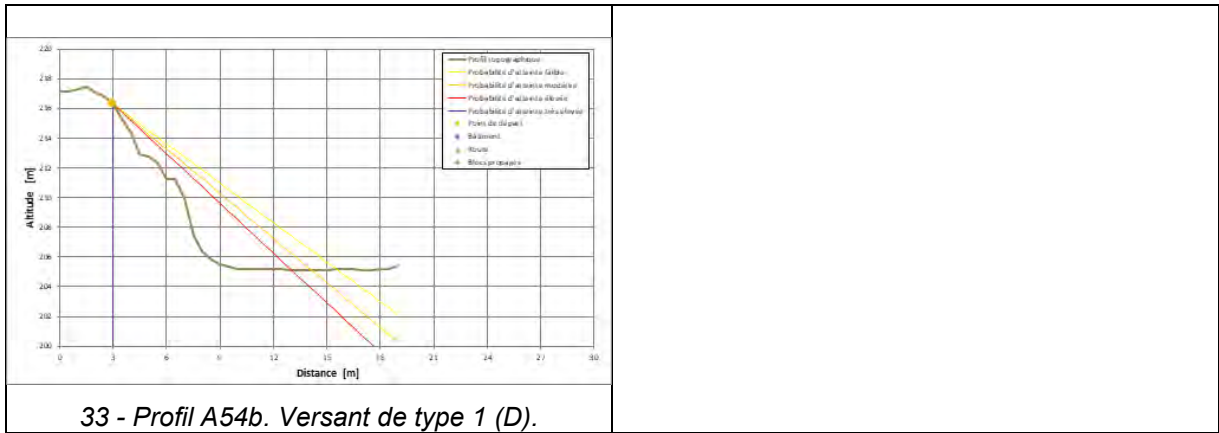 220
218
216
214
212
210
208
206
204
202
200
Altitude [m]
0 3 6 9 12 15 18 21 24 27 30
Distance [m]
Profil topographique
Probabilité d'atteinte faible
Probabilité d'atteinte modérée
Probabilité d'atteinte élevée
Probabilité d'atteinte très élevée
Point de départ
Bâtiment
Route
Blocs propagés
33 - Profil A54b. Versant de type 1 (D).